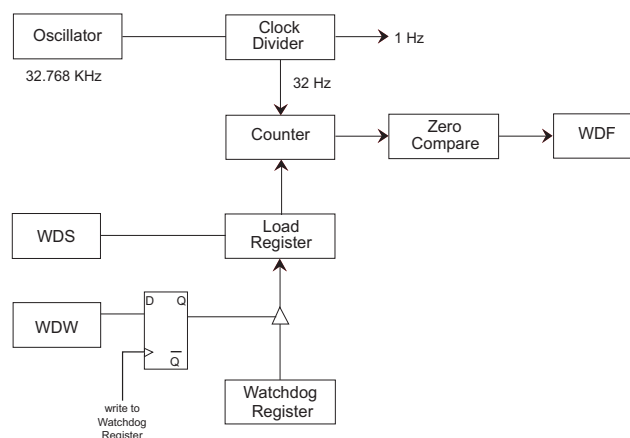 Oscillator
Clock
Divider
1 Hz
32.768 KHz
32 Hz
Counter
Zero
Compare
WDF
WDS
Load
Register
WDW
D Q
Q
Watchdog
Register
write to
Watchdog
Register